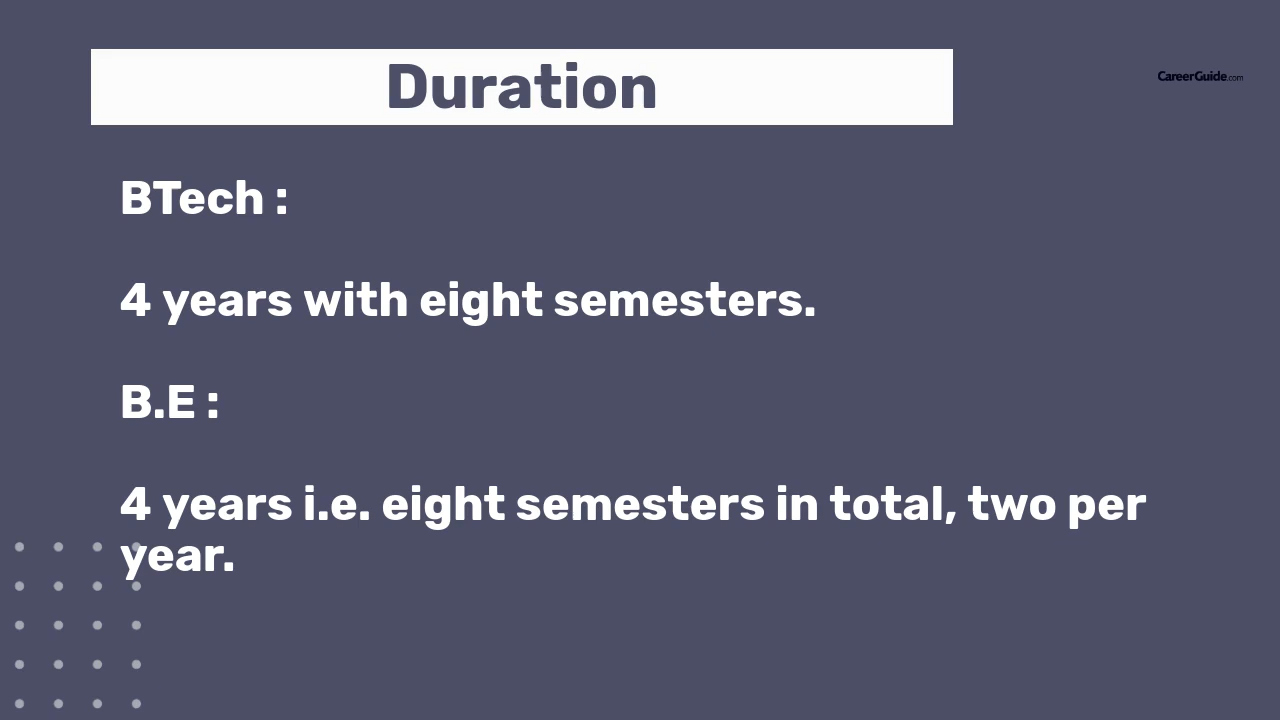 Duration
CareerGuide.com
BTech :
4 years with eight semesters.
B.E :
4 years i.e. eight semesters in total, two per
year.